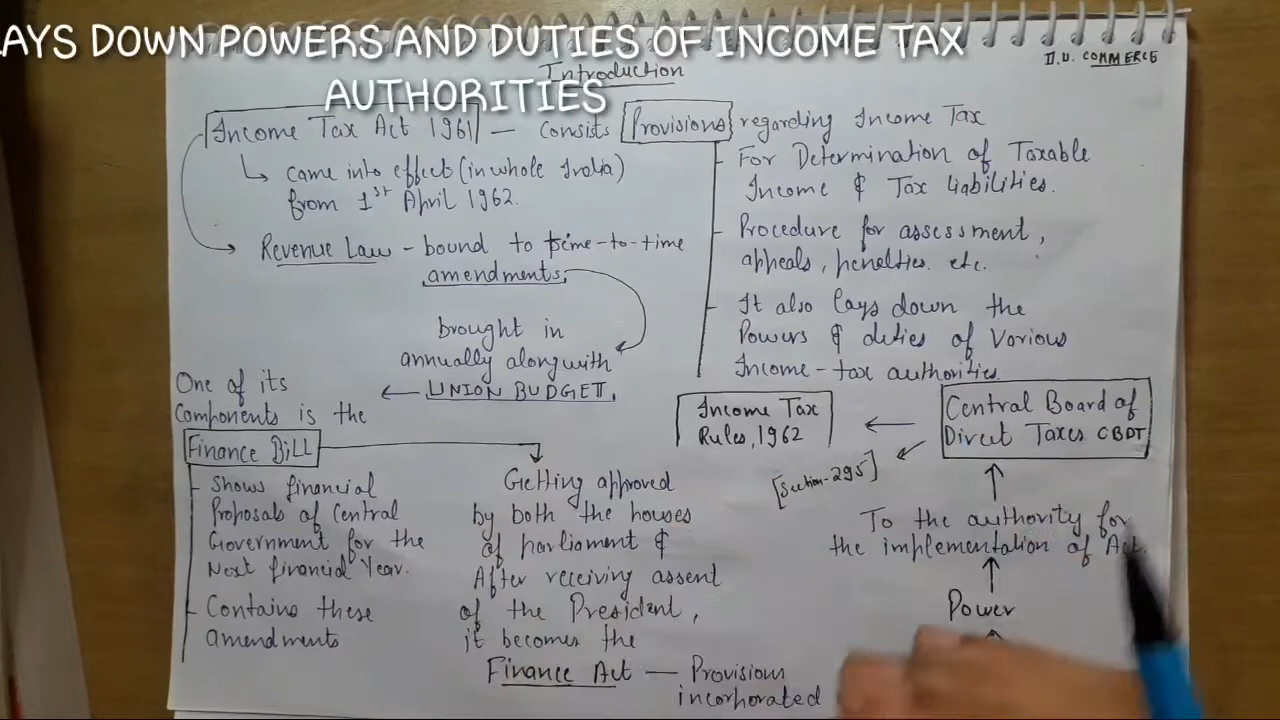 LAYS DOWN POWERS AND DUTIES OF INCOME TAX
AUTHORITIES
D.U. COMMERCE
Introduction
Income Tax Act 1961 — consits Provisions regarding Income Tax
↳ came into effect (in whole India)
from 1st April 1962.
Revenue Law - bound to time-to-time
amendments.
brought in
annually alongwith
UNION BUDGET.
- For Determination of Taxable
Income & Tax liabilities.
- Procedure for assessment,
appeals, penelties. etc.
- It also lays down the
Powers & duties of Various
Income-tax authorities.
One of its
Components is the
Finance Bill
- Shows financial
Proposals of Central
Government for the
Next financial Year.
- Contains these
amendments
Getting approved
by both the houses
of parliament &
After receiving assent
of the President,
it becomes the
Finance Act — Provisions
incorporated
Income Tax
Rules, 1962
Central Board of
Direct Taxes CBDT
[Section-295]
To the authority for
the implementation of Act.
Power